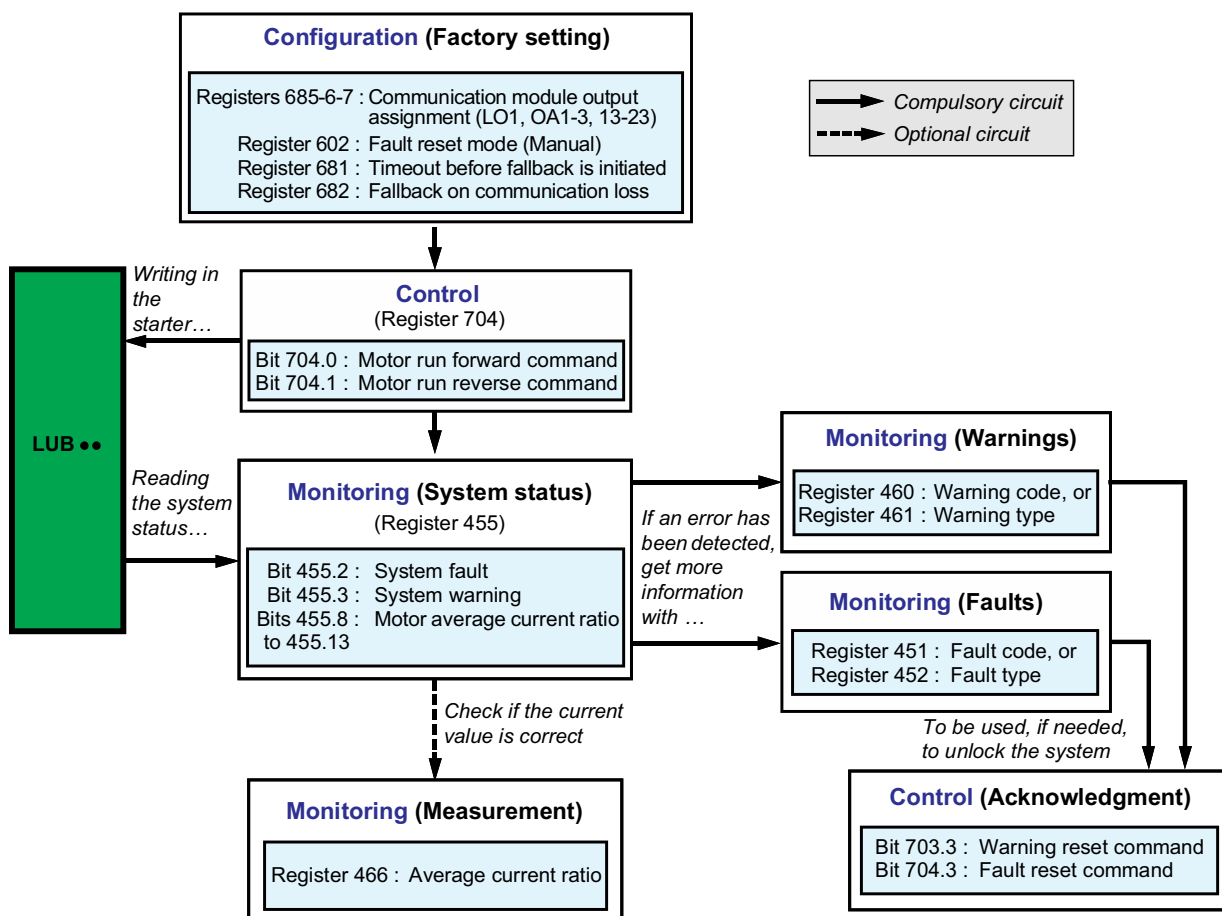 Configuration (Factory setting)
Registers 685-6-7 : Communication module output
assignment (LO1, OA1-3, 13-23)
Register 602 : Fault reset mode (Manual)
Register 681 : Timeout before fallback is initiated
Register 682 : Fallback on communication loss
Compulsory circuit
Optional circuit
Writing in
the
starter…
Control
(Register 704)
Bit 704.0 : Motor run forward command
Bit 704.1 : Motor run reverse command
LUB ••
Reading
the system
status…
Monitoring (System status)
(Register 455)
Bit 455.2 : System fault
Bit 455.3 : System warning
Bits 455.8 : Motor average current ratio
to 455.13
If an error has
been detected,
get more
information
with …
Monitoring (Warnings)
Register 460 : Warning code, or
Register 461 : Warning type
Monitoring (Faults)
Register 451 : Fault code, or
Register 452 : Fault type
Check if the current
value is correct
To be used, if needed,
to unlock the system
Monitoring (Measurement)
Register 466 : Average current ratio
Control (Acknowledgment)
Bit 703.3 : Warning reset command
Bit 704.3 : Fault reset command